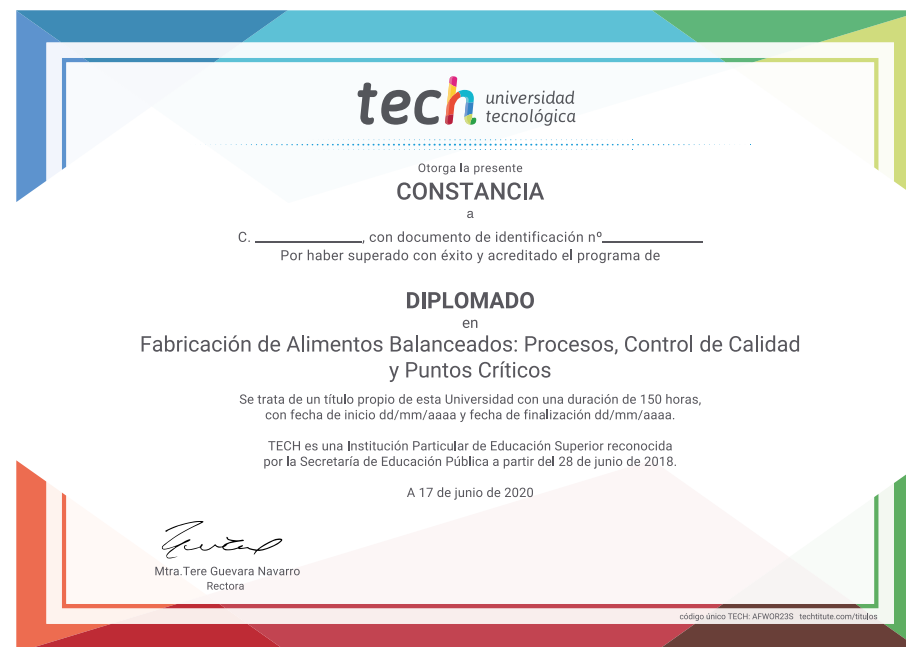 tech universidad
tecnológica
Otorga la presente
CONSTANCIA
a
C. ____________, con documento de identificación nº____________
Por haber superado con éxito y acreditado el programa de
DIPLOMADO
en
Fabricación de Alimentos Balanceados: Procesos, Control de Calidad
y Puntos Críticos
Se trata de un título propio de esta Universidad con una duración de 150 horas,
con fecha de inicio dd/mm/aaaa y fecha de finalización dd/mm/aaaa.
TECH es una Institución Particular de Educación Superior reconocida
por la Secretaría de Educación Pública a partir del 28 de junio de 2018.
A 17 de junio de 2020
Mtra.Tere Guevara Navarro
Rectora
código único TECH: AFWOR23S techtitute.com/titulos